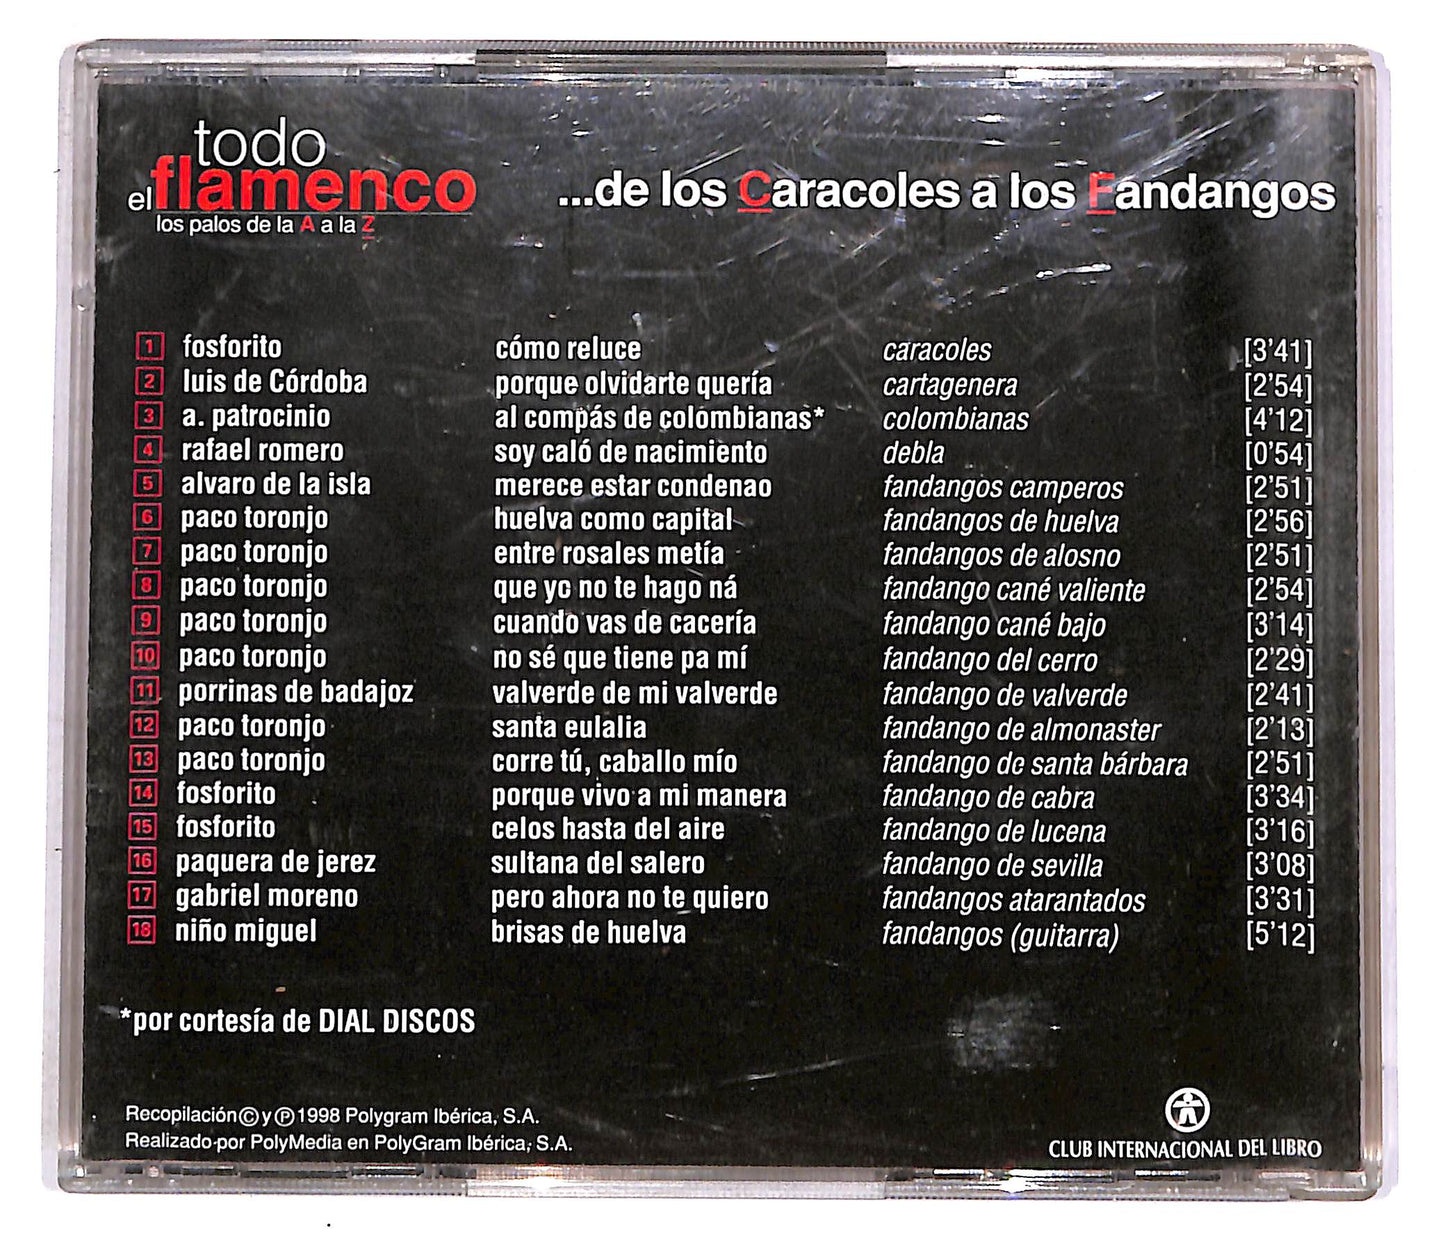 todo
el flamenco
los palos de la A a la Z
...de los Caracoles a los Fandangos
1 fosforito cómo reluce caracoles [3'41]
2 luis de Córdoba porque olvidarte quería cartagenera [2'54]
3 a. patrocinio al compás de colombianas* colombianas [4'12]
4 rafael romero soy caló de nacimiento debla [0'54]
5 alvaro de la isla merece estar condenao fandangos camperos [2'51]
6 paco toronjo huelva como capital fandangos de huelva [2'56]
7 paco toronjo entre rosales metía fandangos de alosno [2'51]
8 paco toronjo que yo no te hago ná fandango cané valiente [2'54]
9 paco toronjo cuando vas de cacería fandango cané bajo [3'14]
10 paco toronjo no sé que tiene pa mí fandango del cerro [2'29]
11 porrinas de badajoz valverde de mi valverde fandango de valverde [2'41]
12 paco toronjo santa eulalia fandango de almonaster [2'13]
13 paco toronjo corre tú, caballo mío fandango de santa bárbara [2'51]
14 fosforito porque vivo a mi manera fandango de cabra [3'34]
15 fosforito celos hasta del aire fandango de lucena [3'16]
16 paquera de jerez sultana del salero fandango de sevilla [3'08]
17 gabriel moreno pero ahora no te quiero fandangos atarantados [3'31]
18 niño miguel brisas de huelva fandangos (guitarra) [5'12]
*por cortesía de DIAL DISCOS
Recopilación © y ℗ 1998 Polygram Ibérica, S.A.
Realizado por PolyMedia en PolyGram Ibérica, S.A.
CLUB INTERNACIONAL DEL LIBRO